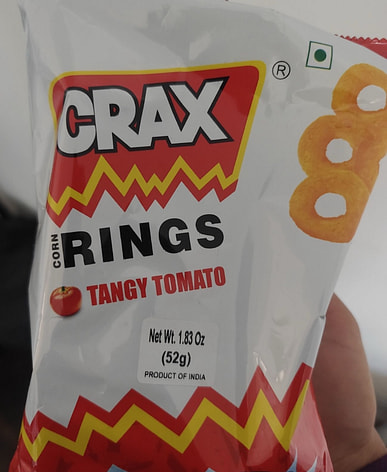 CRAX ®
CORN RINGS
TANGY TOMATO
Net Wt. 1.83 Oz
(52g)
PRODUCT OF INDIA